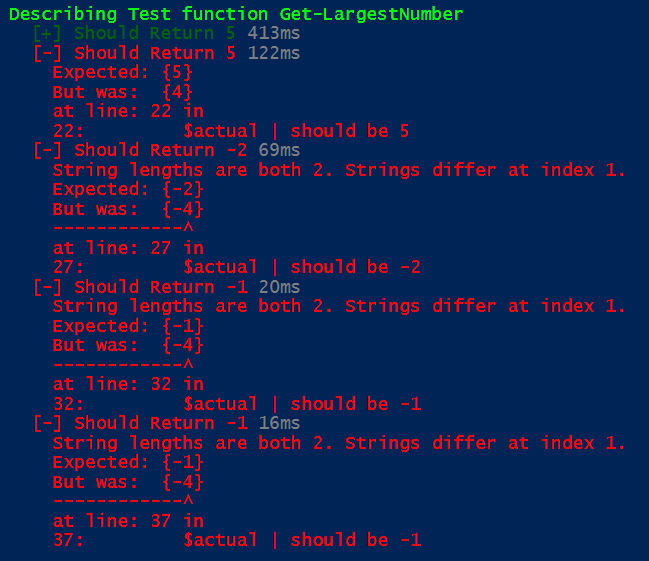 Describing Test function Get-LargestNumber
[+] Should Return 5 413ms
[-] Should Return 5 122ms
Expected: {5}
But was:  {4}
at line: 22 in
22:         $actual | should be 5
[-] Should Return -2 69ms
String lengths are both 2. Strings differ at index 1.
Expected: {-2}
But was:  {-4}
------------^
at line: 27 in
27:         $actual | should be -2
[-] Should Return -1 20ms
String lengths are both 2. Strings differ at index 1.
Expected: {-1}
But was:  {-4}
------------^
at line: 32 in
32:         $actual | should be -1
[-] Should Return -1 16ms
String lengths are both 2. Strings differ at index 1.
Expected: {-1}
But was:  {-4}
------------^
at line: 37 in
37:         $actual | should be -1